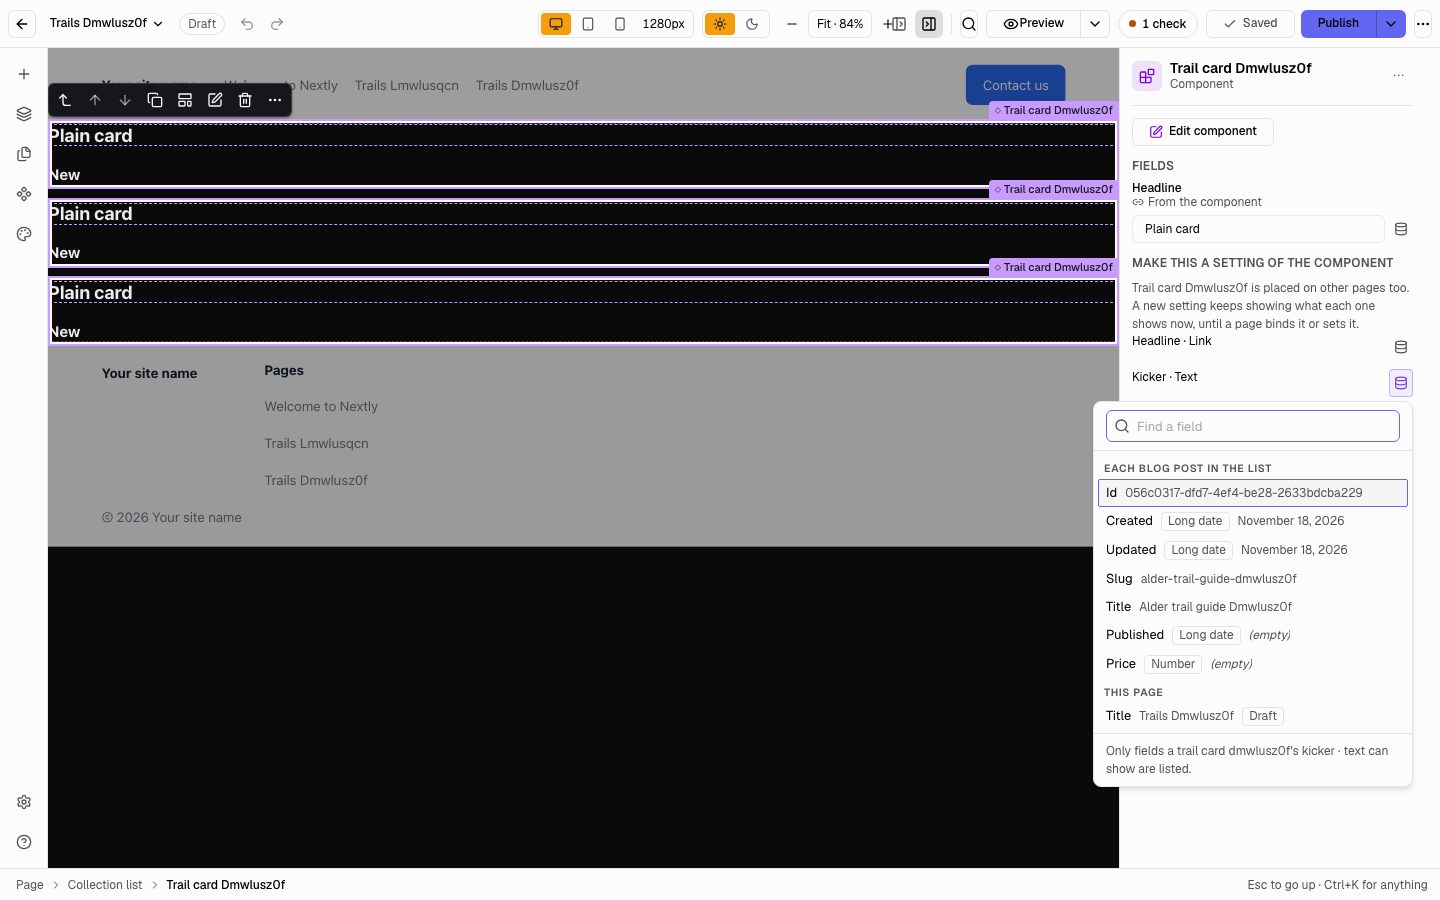 Trails Dmwlusz0f
Draft
1280px
Fit · 84%
Preview
1 check
Saved
Publish
to Nextly
Trails Lmwlusqcn
Trails Dmwlusz0f
Contact us
Trail card Dmwlusz0f
Plain card
New
Trail card Dmwlusz0f
Plain card
New
Trail card Dmwlusz0f
Plain card
New
Your site name
Pages
Welcome to Nextly
Trails Lmwlusqcn
Trails Dmwlusz0f
© 2026 Your site name
Trail card Dmwlusz0f
Component
Edit component
FIELDS
Headline
From the component
Plain card
MAKE THIS A SETTING OF THE COMPONENT
Trail card Dmwlusz0f is placed on other pages too.
A new setting keeps showing what each one
shows now, until a page binds it or sets it.
Headline · Link
Kicker · Text
Find a field
EACH BLOG POST IN THE LIST
Id 056c0317-dfd7-4ef4-be28-2633bdcba229
Created Long date November 18, 2026
Updated Long date November 18, 2026
Slug alder-trail-guide-dmwlusz0f
Title Alder trail guide Dmwlusz0f
Published Long date (empty)
Price Number (empty)
THIS PAGE
Title Trails Dmwlusz0f Draft
Only fields a trail card dmwlusz0f's kicker · text can
show are listed.
Page > Collection list > Trail card Dmwlusz0f
Esc to go up · Ctrl+K for anything